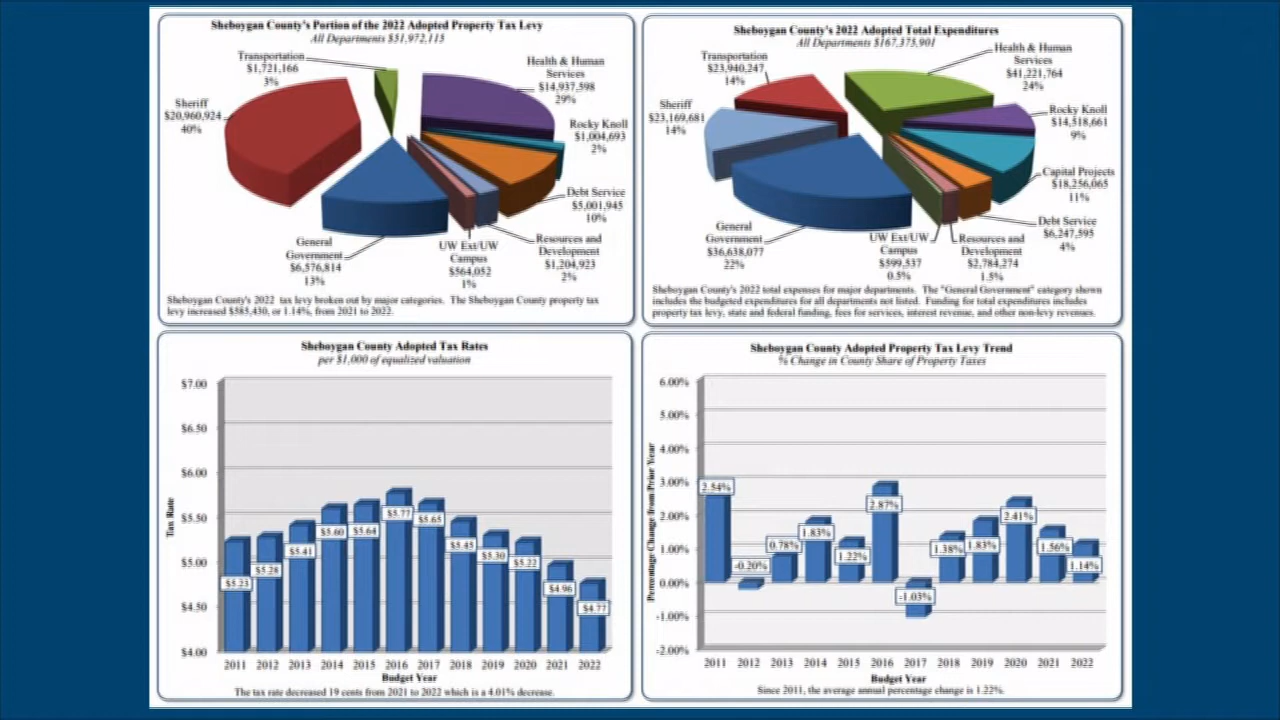 Sheboygan County's Portion of the 2022 Adopted Property Tax Levy
All Departments $51,972,115
Transportation
$1,721,166
3%
Health & Human
Services
$14,937,598
29%
Sheriff
$20,960,924
40%
Rocky Knoll
$1,004,693
2%
Debt Service
$5,001,945
10%
General
Government
$6,576,814
13%
UW Ext/UW
Campus
$564,052
1%
Resources and
Development
$1,204,923
2%
Sheboygan County's 2022 tax levy broken out by major categories. The Sheboygan County property tax
levy increased $585,430, or 1.14%, from 2021 to 2022.
Sheboygan County's 2022 Adopted Total Expenditures
All Departments $167,375,901
Transportation
$23,940,247
14%
Health & Human
Services
$41,221,764
24%
Sheriff
$23,169,681
14%
Rocky Knoll
$14,518,661
9%
Capital Projects
$18,256,065
11%
Debt Service
$6,247,595
4%
General
Government
$36,638,077
22%
UW Ext/UW
Campus
$599,537
0.5%
Resources and
Development
$2,784,274
1.5%
Sheboygan County's 2022 total expenses for major departments. The "General Government" category shown
includes the budgeted expenditures for all departments not listed. Funding for total expenditures includes
property tax levy, state and federal funding, fees for services, interest revenue, and other non-levy revenues.
Sheboygan County Adopted Tax Rates
per $1,000 of equalized valuation
$7.00
$6.50
$6.00
$5.50
$5.00
$4.50
$4.00
Tax Rate
$5.23
$5.28
$5.41
$5.60
$5.64
$5.77
$5.65
$5.45
$5.30
$5.22
$4.96
$4.77
2011 2012 2013 2014 2015 2016 2017 2018 2019 2020 2021 2022
Budget Year
The tax rate decreased 19 cents from 2021 to 2022 which is a 4.01% decrease.
Sheboygan County Adopted Property Tax Levy Trend
% Change in County Share of Property Taxes
6.00%
5.00%
4.00%
3.00%
2.00%
1.00%
0.00%
-1.00%
-2.00%
Percentage Change from Prior Year
2.54%
-0.20%
0.78%
1.83%
1.22%
2.87%
-1.03%
1.38%
1.83%
2.41%
1.56%
1.14%
2011 2012 2013 2014 2015 2016 2017 2018 2019 2020 2021 2022
Budget Year
Since 2011, the average annual percentage change is 1.22%.